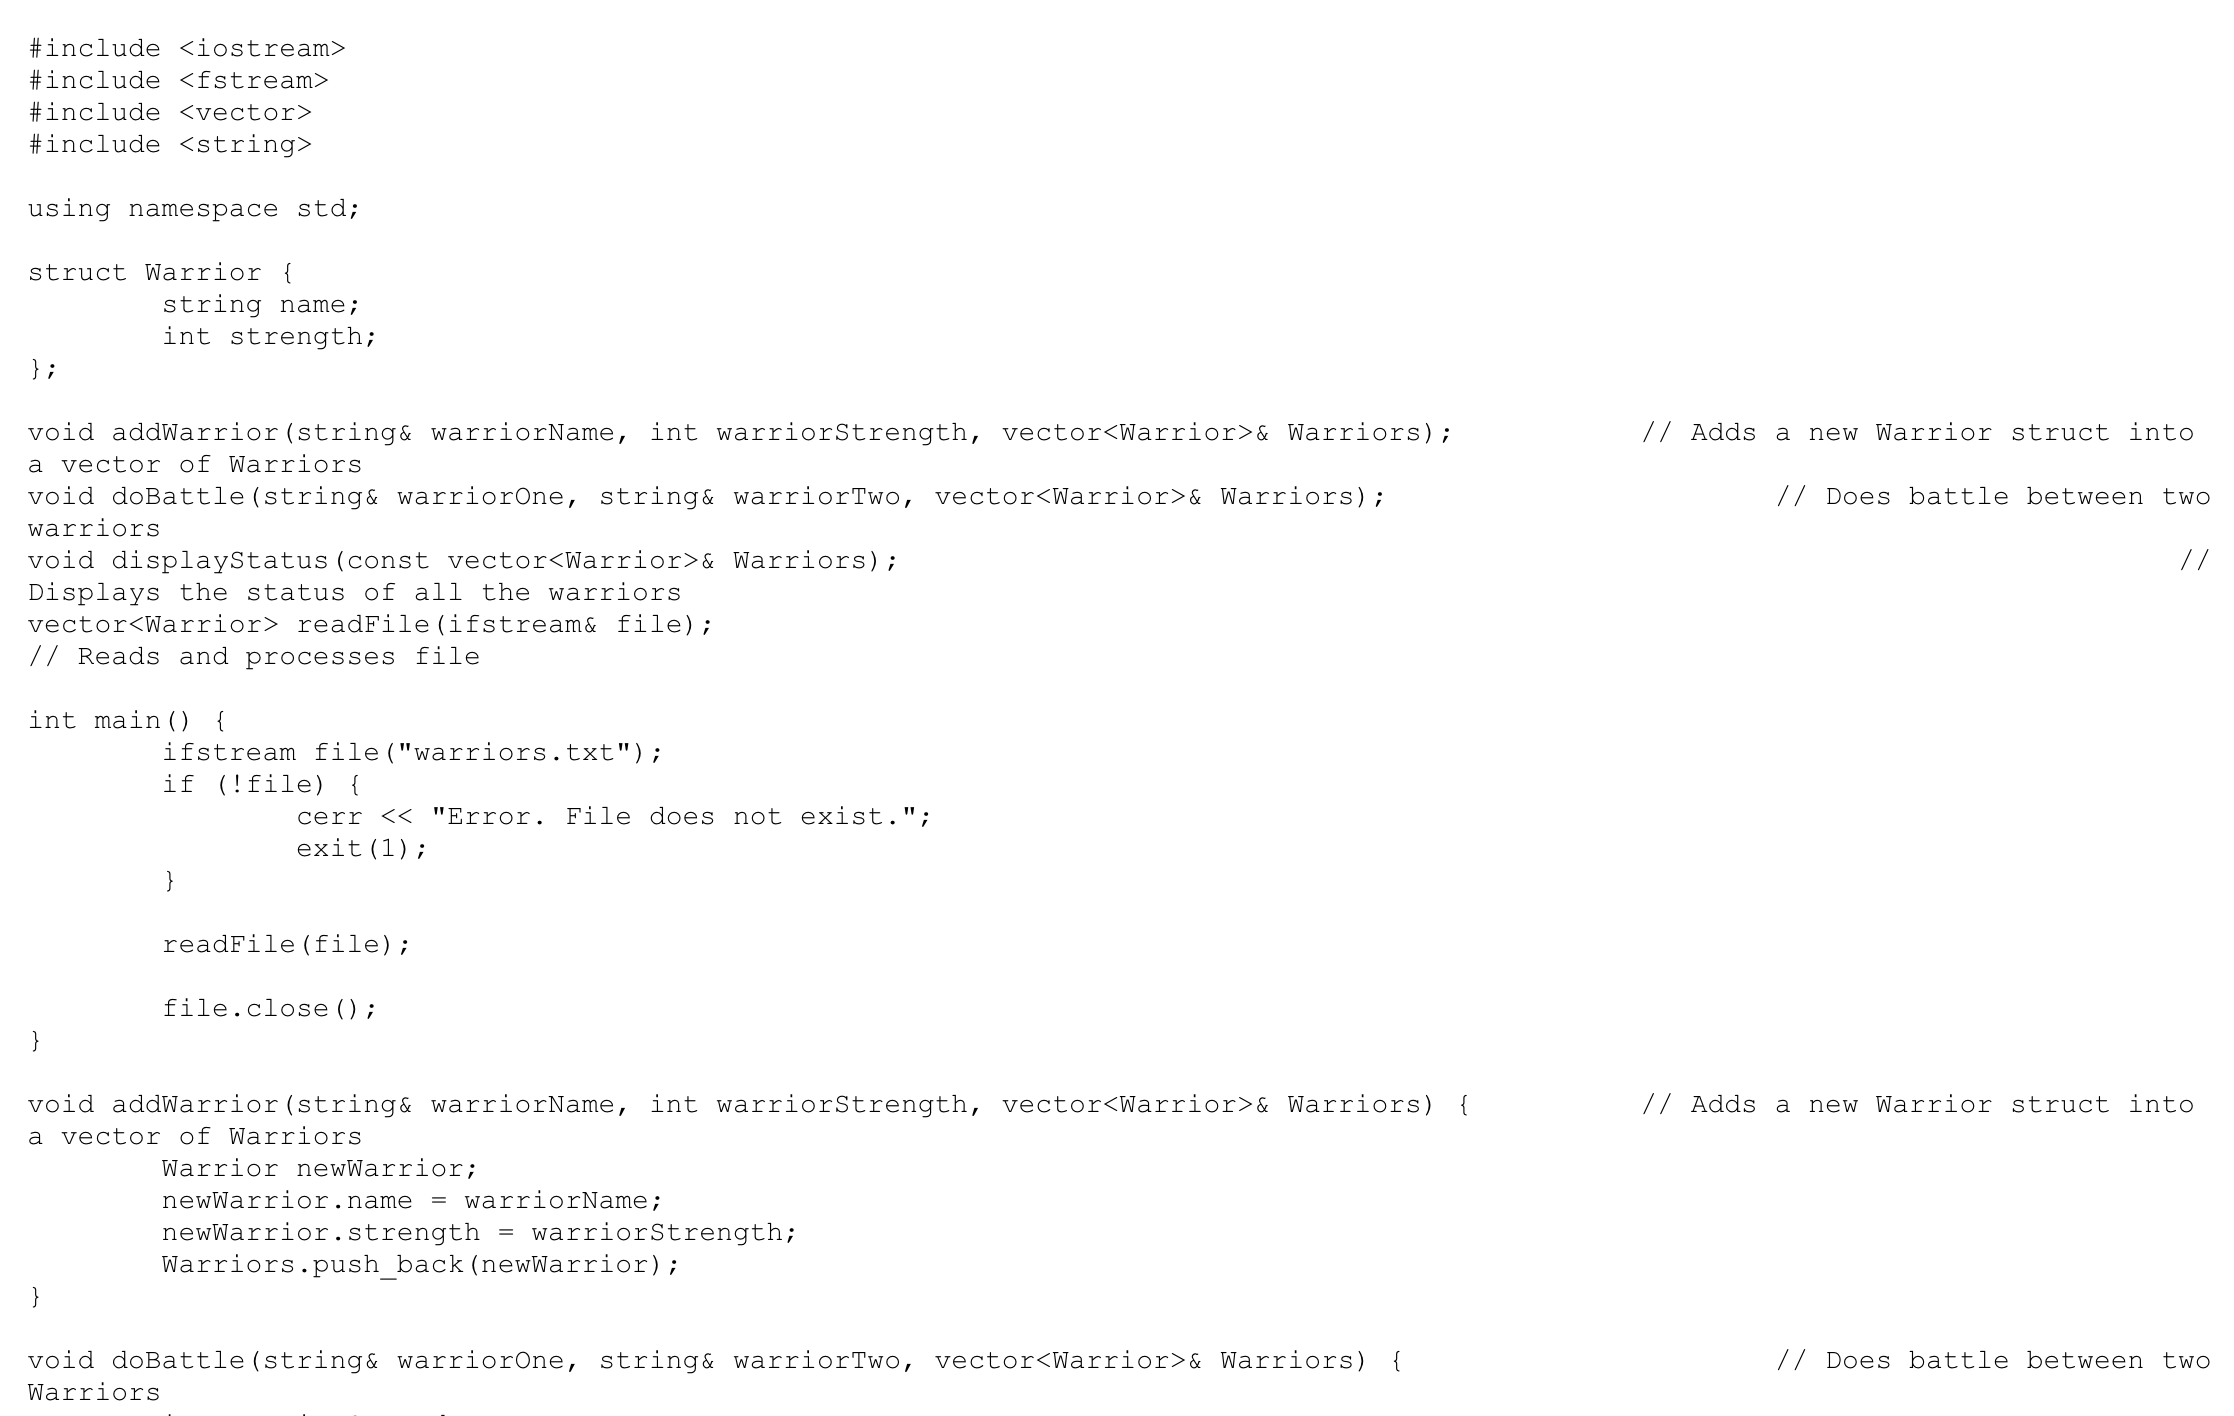 #include <iostream>
#include <fstream>
#include <vector>
#include <string>

using namespace std;

struct Warrior {
        string name;
        int strength;
};

void addWarrior(string& warriorName, int warriorStrength, vector<Warrior>& Warriors);           // Adds a new Warrior struct into
a vector of Warriors
void doBattle(string& warriorOne, string& warriorTwo, vector<Warrior>& Warriors);                       // Does battle between two
warriors
void displayStatus(const vector<Warrior>& Warriors);                                                                            //
Displays the status of all the warriors
vector<Warrior> readFile(ifstream& file);
// Reads and processes file

int main() {
        ifstream file("warriors.txt");
        if (!file) {
                cerr << "Error. File does not exist.";
                exit(1);
        }

        readFile(file);

        file.close();
}

void addWarrior(string& warriorName, int warriorStrength, vector<Warrior>& Warriors) {          // Adds a new Warrior struct into
a vector of Warriors
        Warrior newWarrior;
        newWarrior.name = warriorName;
        newWarrior.strength = warriorStrength;
        Warriors.push_back(newWarrior);
}

void doBattle(string& warriorOne, string& warriorTwo, vector<Warrior>& Warriors) {                      // Does battle between two
Warriors